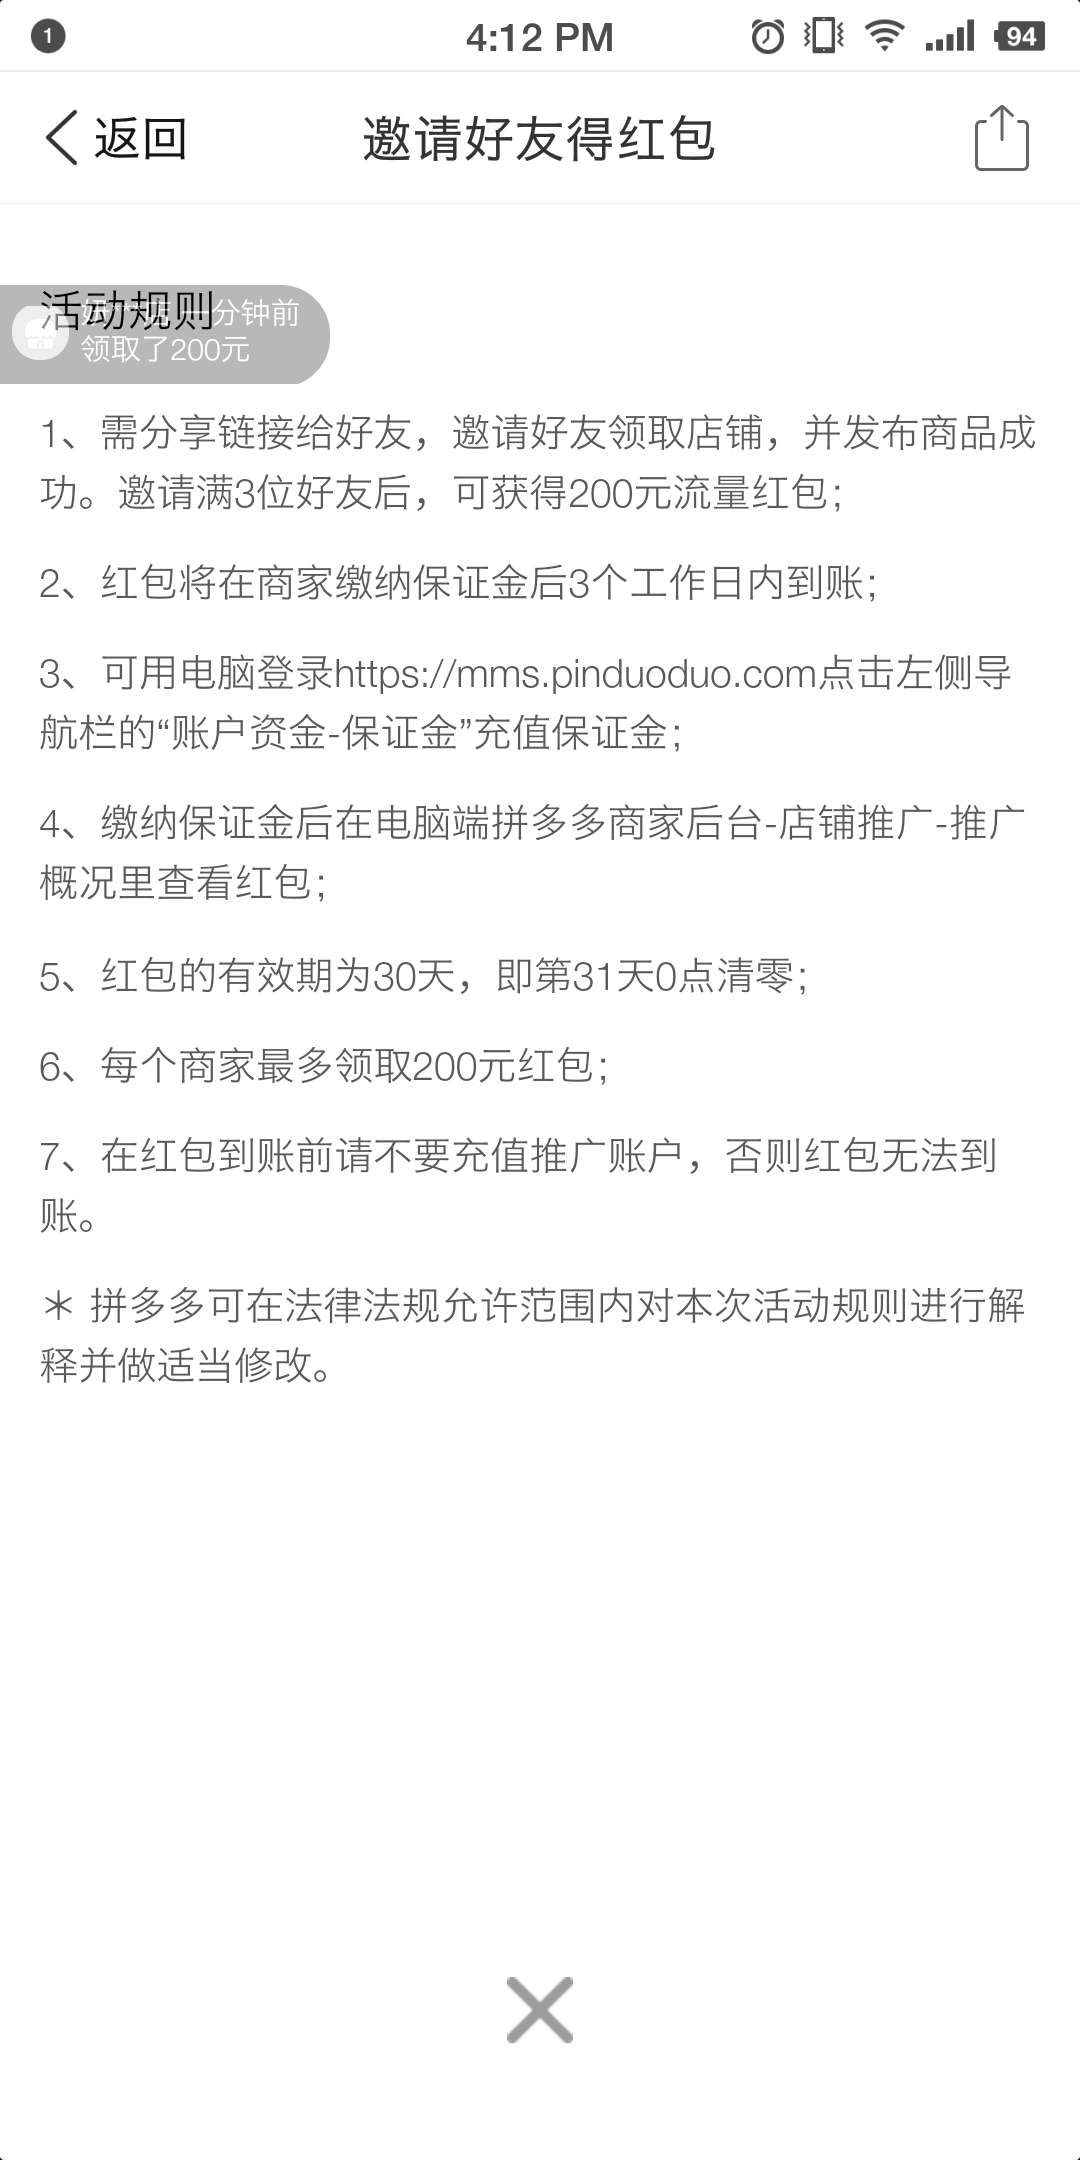 1
4:12 PM
94
返回
邀请好友得红包
活动规则
一分钟前
领取了200元
1、需分享链接给好友，邀请好友领取店铺，并发布商品成
功。邀请满3位好友后，可获得200元流量红包；
2、红包将在商家缴纳保证金后3个工作日内到账；
3、可用电脑登录https://mms.pinduoduo.com点击左侧导
航栏的“账户资金-保证金”充值保证金；
4、缴纳保证金后在电脑端拼多多商家后台-店铺推广-推广
概况里查看红包；
5、红包的有效期为30天，即第31天0点清零；
6、每个商家最多领取200元红包；
7、在红包到账前请不要充值推广账户，否则红包无法到
账。
＊ 拼多多可在法律法规允许范围内对本次活动规则进行解
释并做适当修改。